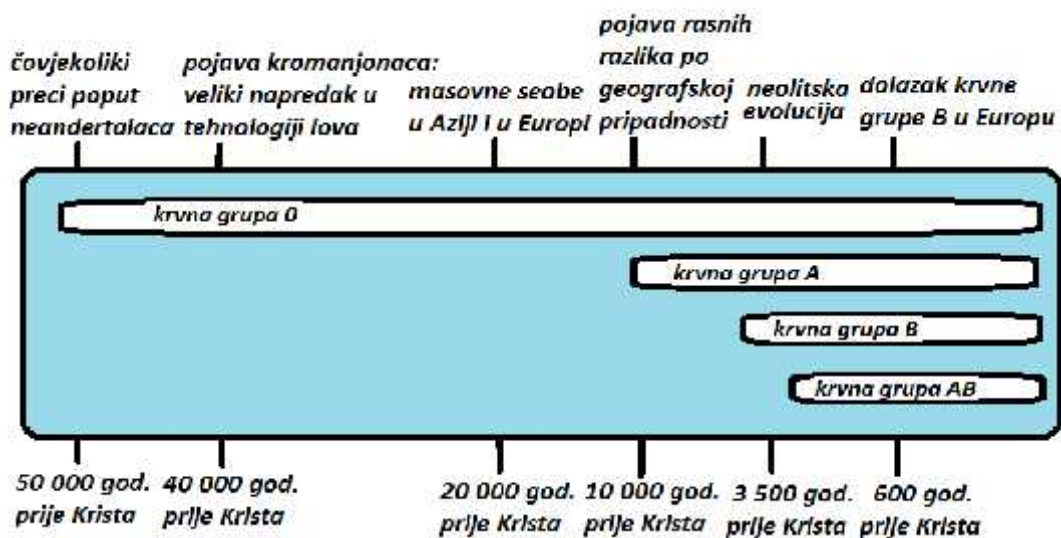 čovjekoliki
preci poput
neandertalaca
pojava kromanjonaca:
veliki napredak u
tehnologiji lova
masovne seobe
u Aziji i u Europi
pojava rasnih
razlika po
geografskoj
pripadnosti
neolitska
evolucija
dolazak krvne
grupe B u Europu
krvna grupa 0
krvna grupa A
krvna grupa B
krvna grupa AB
50 000 god.
prije Krista
40 000 god.
prije Krista
20 000 god.
prije Krista
10 000 god.
prije Krista
3 500 god.
prije Krista
600 god.
prije Krista